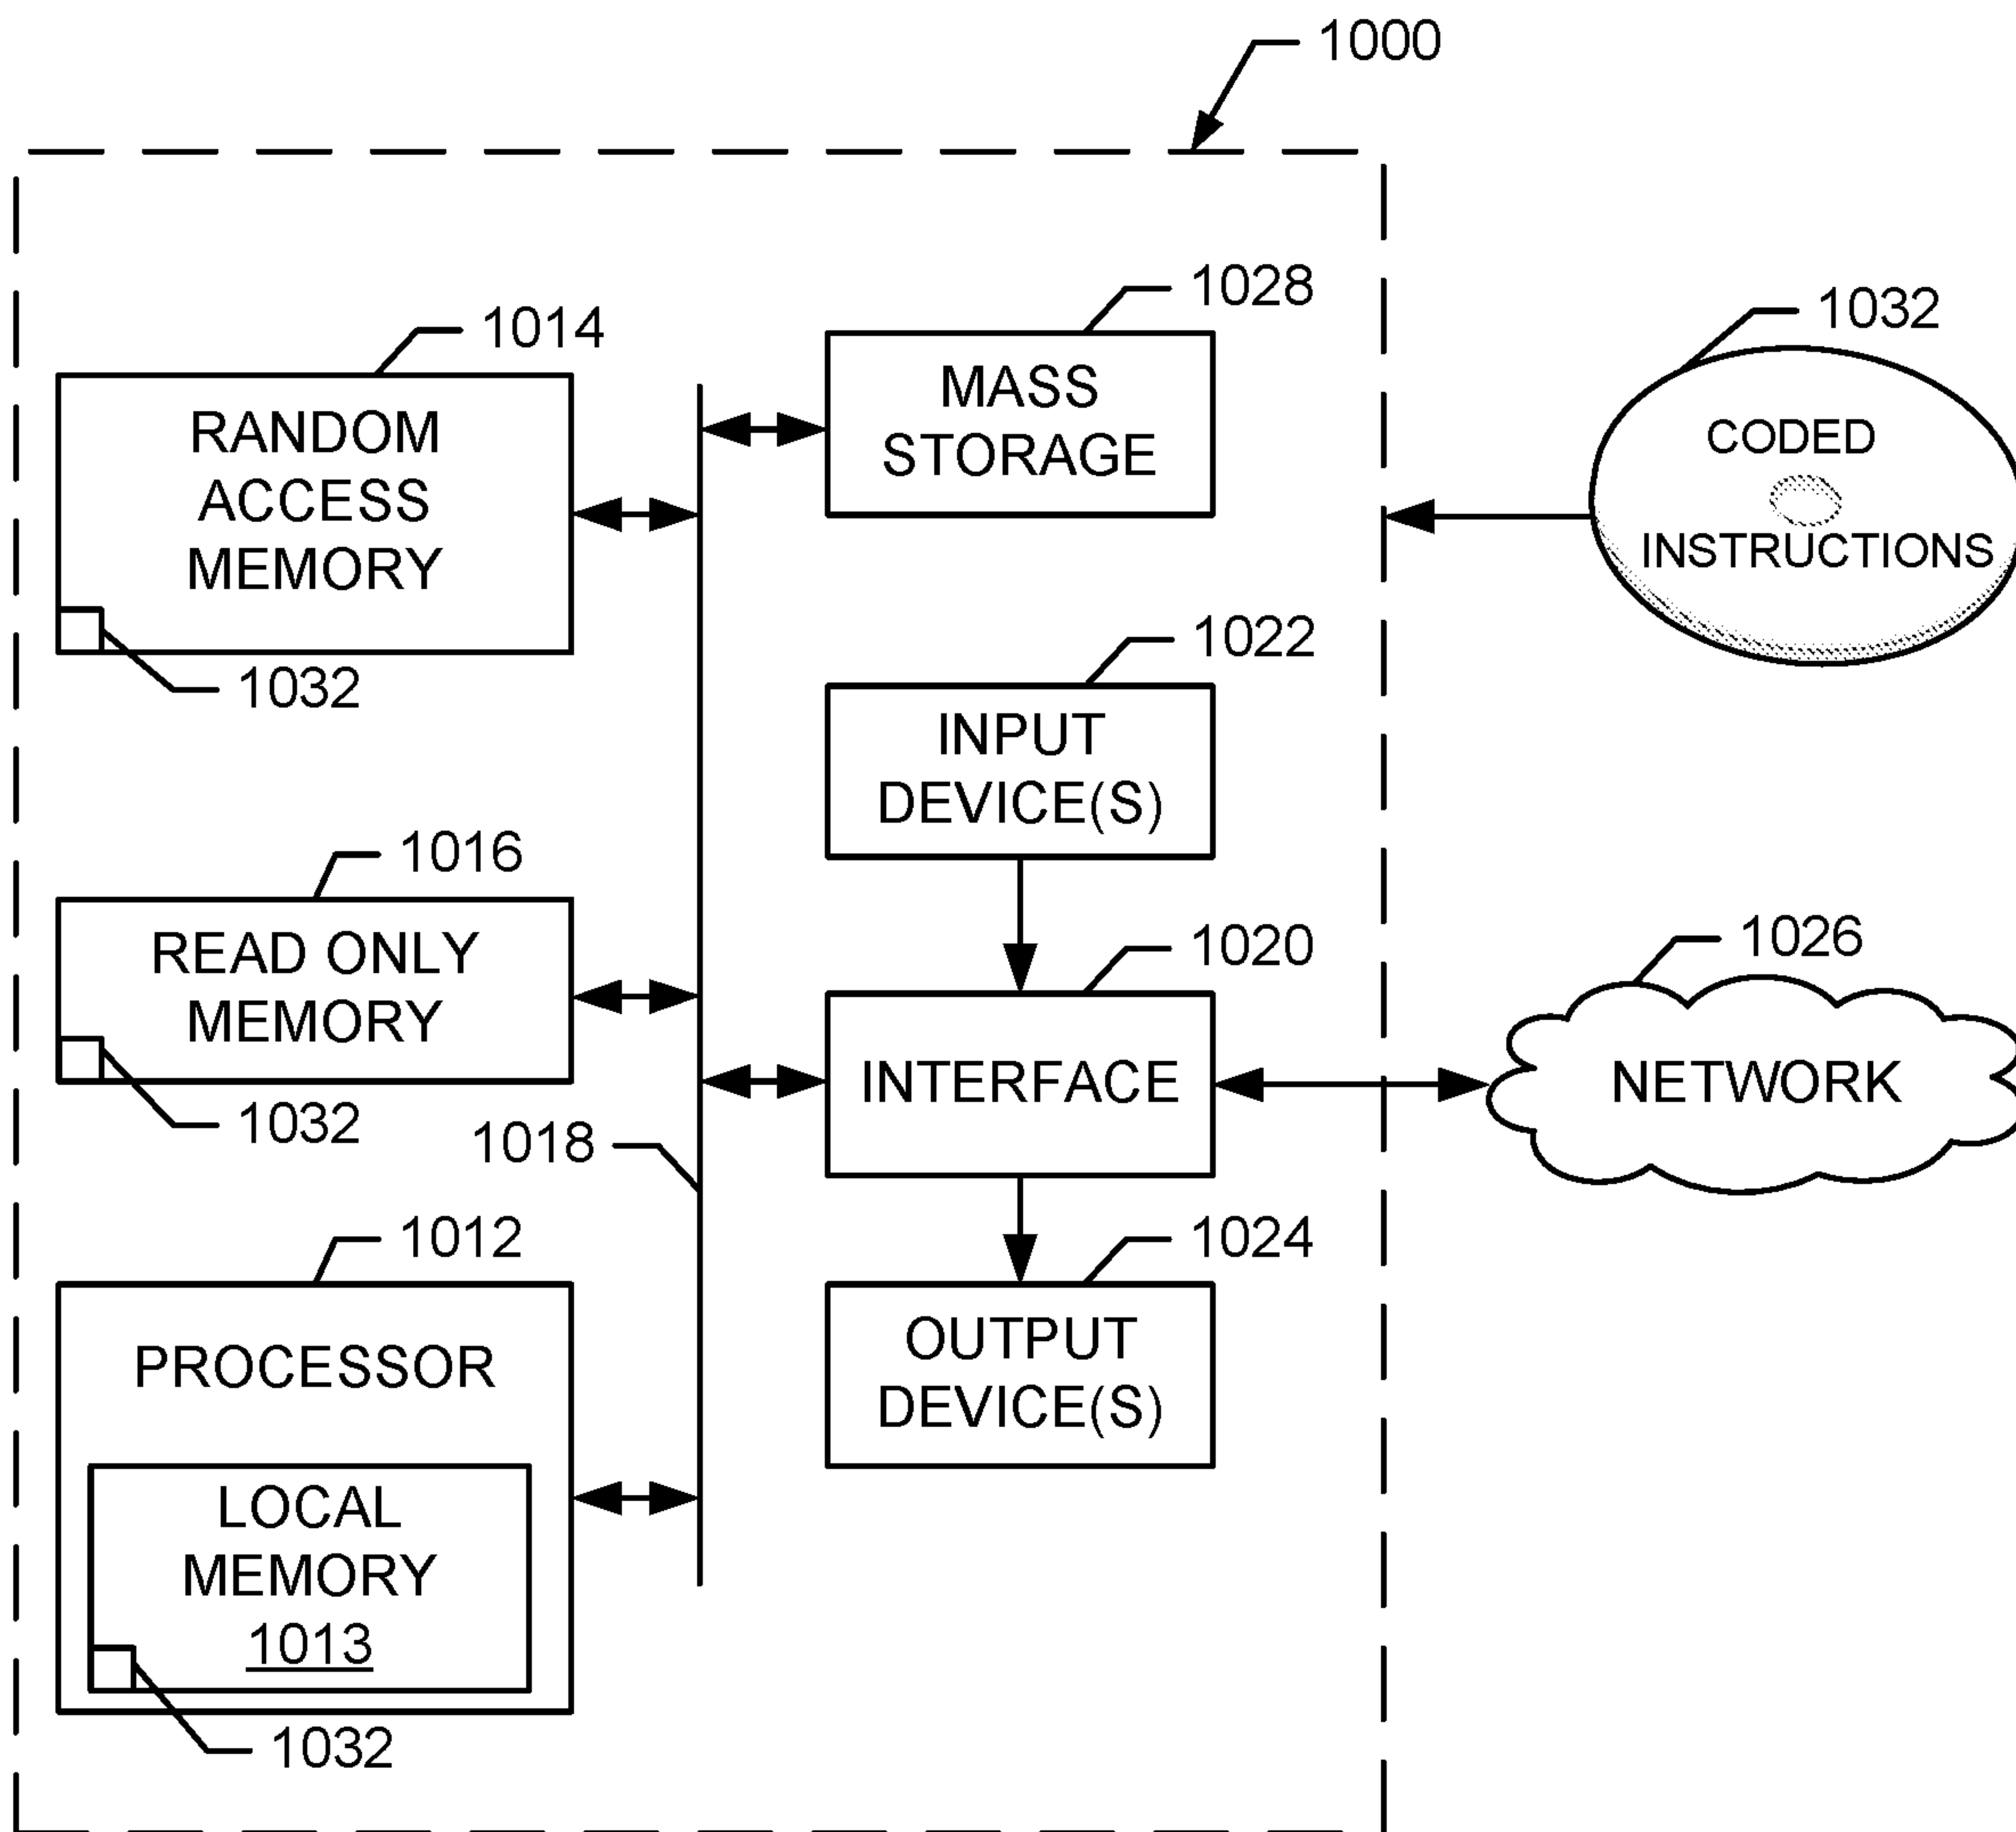 1000
1014
RANDOM
ACCESS
MEMORY
1032
1028
MASS
STORAGE
1032
CODED
INSTRUCTIONS
1022
INPUT
DEVICE(S)
1016
READ ONLY
MEMORY
1032
1018
1020
INTERFACE
1026
NETWORK
1012
PROCESSOR
LOCAL
MEMORY
1013
1032
1024
OUTPUT
DEVICE(S)